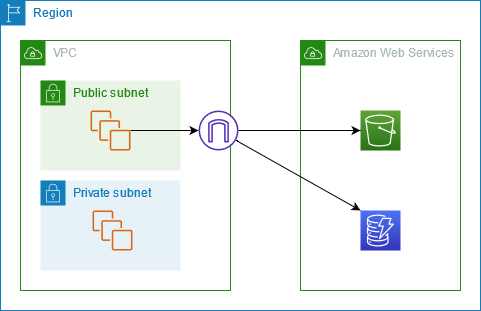 Region
VPC
Amazon Web Services
Public subnet
Private subnet